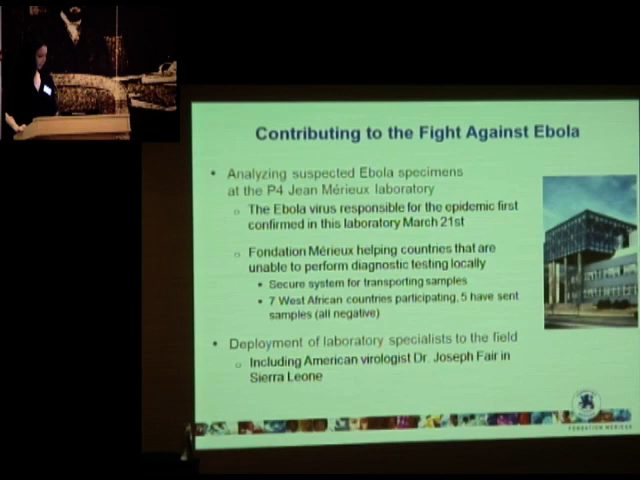 Contributing to the Fight Against Ebola
• Analyzing suspected Ebola specimens
at the P4 Jean Mérieux laboratory
○ The Ebola virus responsible for the epidemic first
confirmed in this laboratory March 21st
○ Fondation Mérieux helping countries that are
unable to perform diagnostic testing locally
• Secure system for transporting samples
• 7 West African countries participating, 5 have sent
samples (all negative)
• Deployment of laboratory specialists to the field
○ Including American virologist Dr. Joseph Fair in
Sierra Leone
FONDATION MÉRIEUX